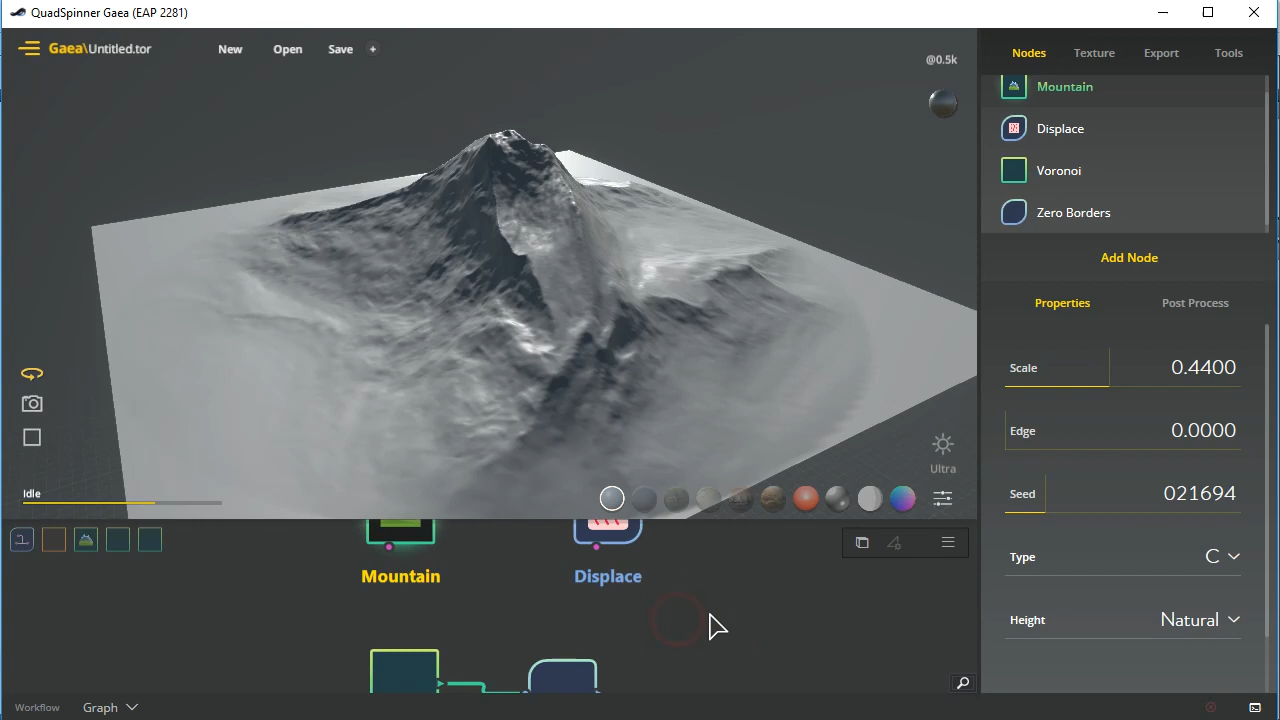 QuadSpinner Gaea (EAP 2281)
Gaea\Untitled.tor
New
Open
Save
+
@0.5k
Nodes
Texture
Export
Tools
Mountain
Displace
Voronoi
Zero Borders
Add Node
Properties
Post Process
Scale 0.4400
Edge 0.0000
Seed 021694
Type C
Height Natural
Ultra
Idle
Mountain
Displace
Workflow
Graph